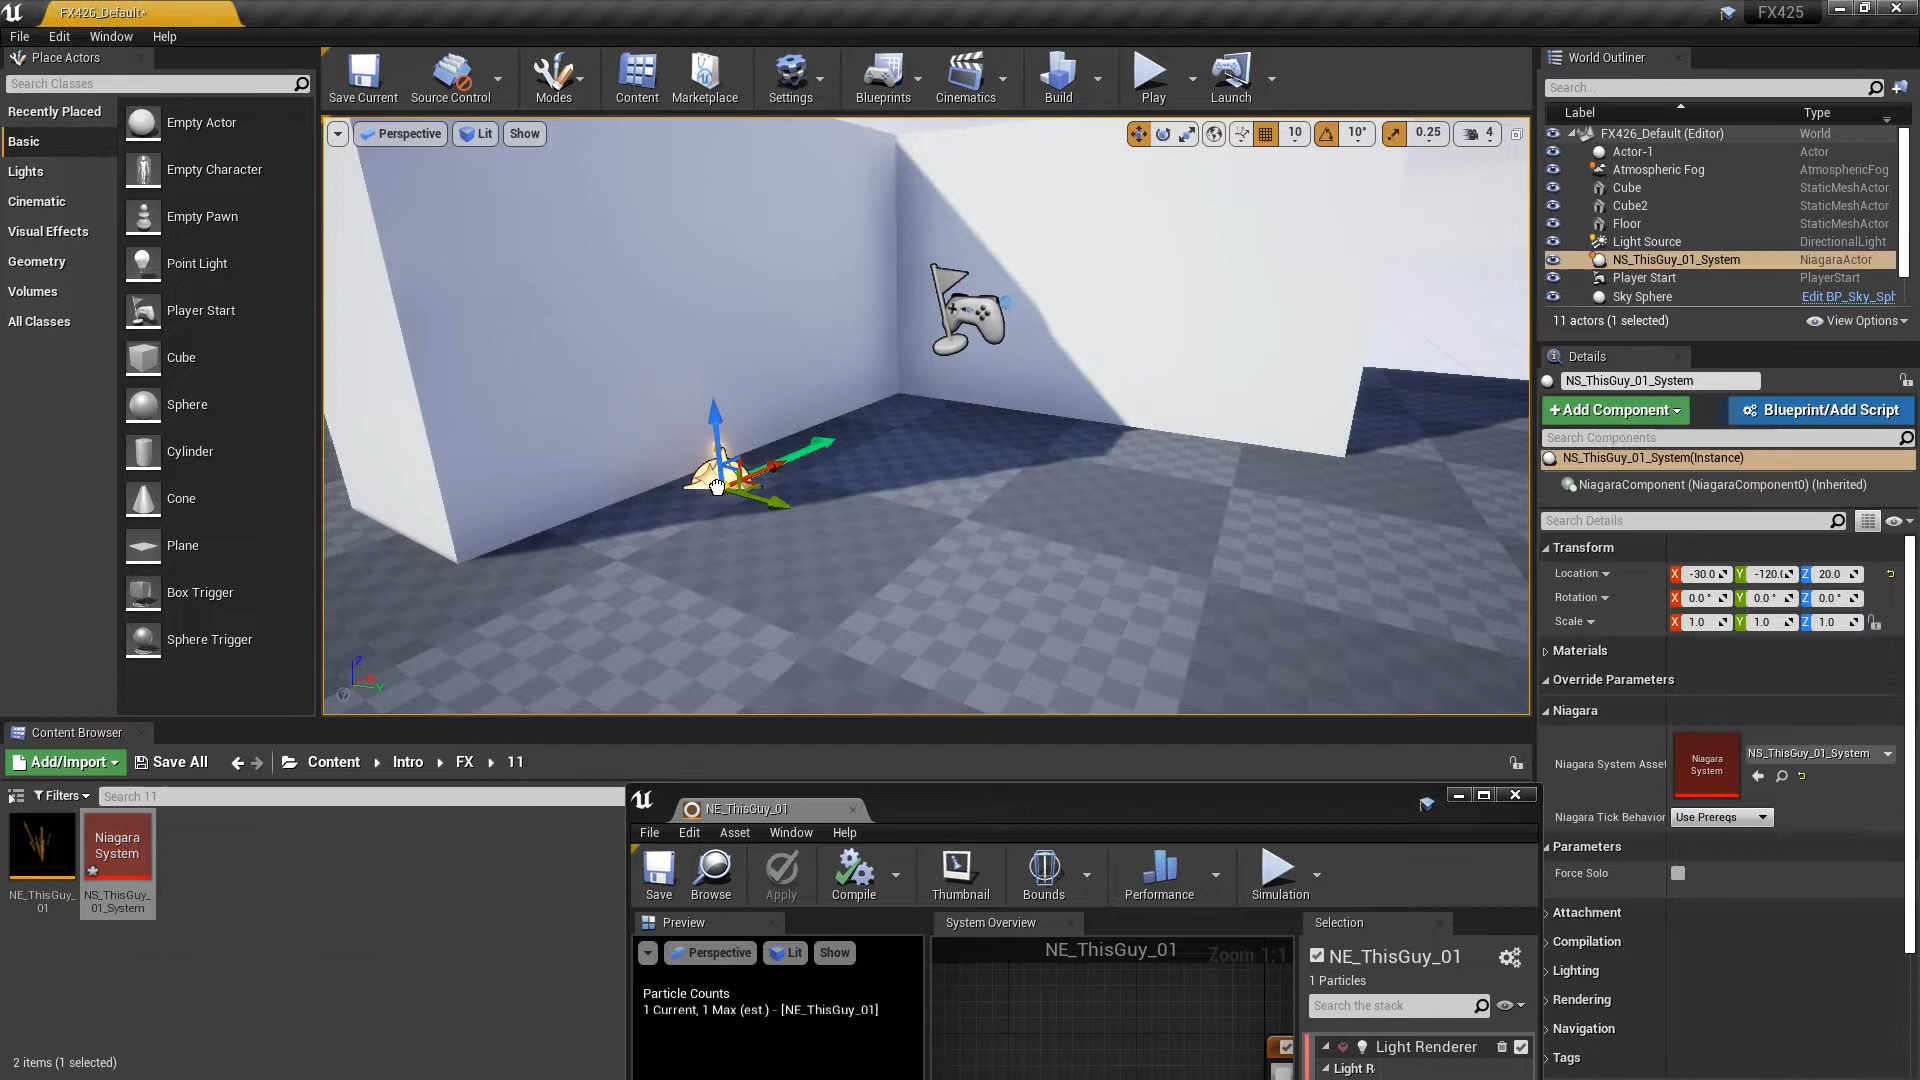 FX426_Default*
FX425
File Edit Window Help
Place Actors
Search Classes
Recently Placed
Basic
Lights
Cinematic
Visual Effects
Geometry
Volumes
All Classes
Empty Actor
Empty Character
Empty Pawn
Point Light
Player Start
Cube
Sphere
Cylinder
Cone
Plane
Box Trigger
Sphere Trigger
Save Current Source Control Modes Content Marketplace Settings Blueprints Cinematics Build Play Launch
Perspective Lit Show
10 10° 0.25 4
Z X Y
World Outliner
Search...
Label Type
FX426_Default (Editor) World
Actor-1 Actor
Atmospheric Fog AtmosphericFog
Cube StaticMeshActor
Cube2 StaticMeshActor
Floor StaticMeshActor
Light Source DirectionalLight
NS_ThisGuy_01_System NiagaraActor
Player Start PlayerStart
Sky Sphere Edit BP_Sky_Sph
11 actors (1 selected) View Options
Details
NS_ThisGuy_01_System
+Add Component Blueprint/Add Script
Search Components
NS_ThisGuy_01_System(Instance)
NiagaraComponent (NiagaraComponent0) (Inherited)
Search Details
Transform
Location X -30.0 Y -120.( Z 20.0
Rotation X 0.0 ° Y 0.0 ° Z 0.0 °
Scale X 1.0 Y 1.0 Z 1.0
Materials
Override Parameters
Niagara
Niagara System Asset
Niagara
System
NS_ThisGuy_01_System
Niagara Tick Behavior Use Prereqs
Parameters
Force Solo
Attachment
Compilation
Lighting
Rendering
Navigation
Tags
Content Browser
Add/Import Save All Content Intro FX 11
Filters Search 11
NE_ThisGuy_
01
Niagara
System
NS_ThisGuy_
01_System
2 items (1 selected)
NE_ThisGuy_01
File Edit Asset Window Help
Save Browse Apply Compile Thumbnail Bounds Performance Simulation
Preview
Perspective Lit Show
Particle Counts
1 Current, 1 Max (est.) - [NE_ThisGuy_01]
System Overview
NE_ThisGuy_01 Zoom 1:1
Selection
NE_ThisGuy_01
1 Particles
Search the stack
Light Renderer
Light R